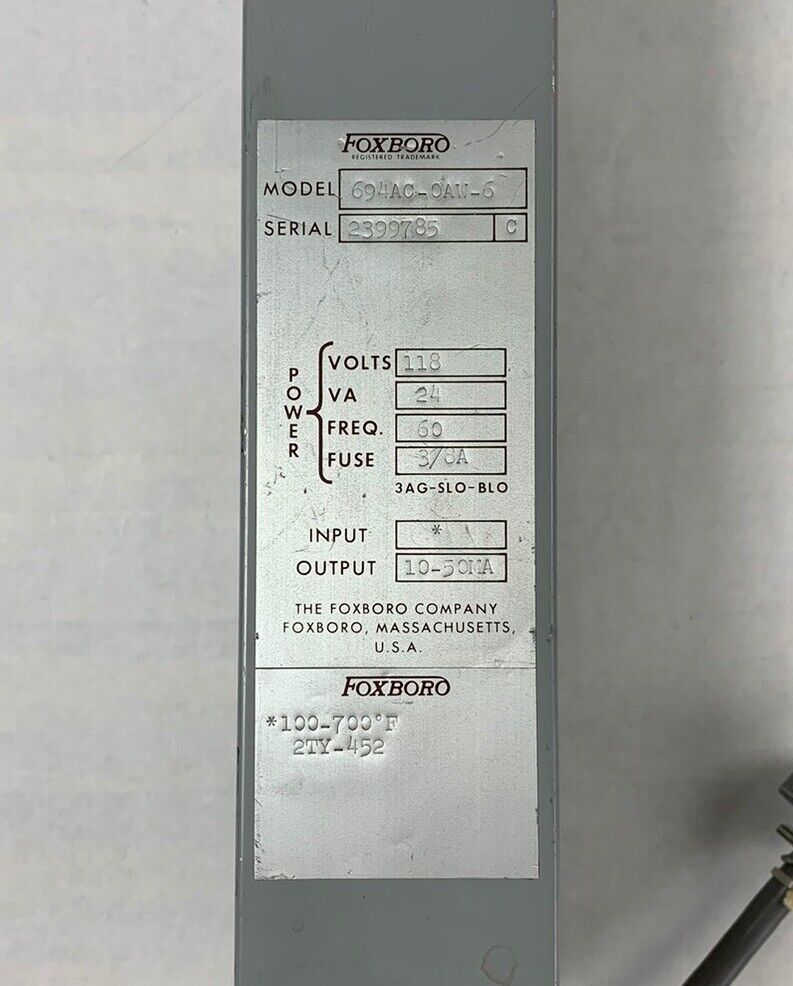 FOXBORO
REGISTERED TRADEMARK
MODEL 694AC-OAW-6
SERIAL 2399785 C
POWER
VOLTS 118
VA 24
FREQ. 60
FUSE 3/8A
3AG-SLO-BLO
INPUT *
OUTPUT 10-50MA
THE FOXBORO COMPANY
FOXBORO, MASSACHUSETTS,
U.S.A.
FOXBORO
*100-700°F
2TY-452